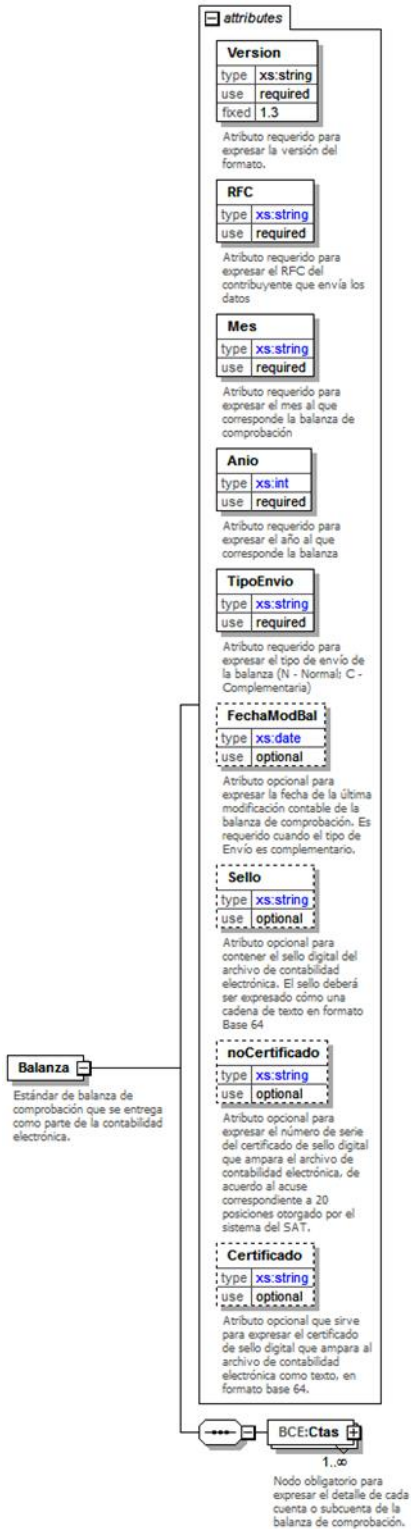 attributes
Version
type xs:string
use required
fixed 1.3
Atributo requerido para
expresar la versión del
formato.
RFC
type xs:string
use required
Atributo requerido para
expresar el RFC del
contribuyente que envía los
datos
Mes
type xs:string
use required
Atributo requerido para
expresar el mes al que
corresponde la balanza de
comprobación
Anio
type xs:int
use required
Atributo requerido para
expresar el año al que
corresponde la balanza
TipoEnvio
type xs:string
use required
Atributo requerido para
expresar el tipo de envío de
la balanza (N - Normal; C -
Complementaria)
FechaModBal
type xs:date
use optional
Atributo opcional para
expresar la fecha de la última
modificación contable de la
balanza de comprobación. Es
requerido cuando el tipo de
Envío es complementario.
Sello
type xs:string
use optional
Atributo opcional para
contener el sello digital del
archivo de contabilidad
electrónica. El sello deberá
ser expresado cómo una
cadena de texto en formato
Base 64
noCertificado
type xs:string
use optional
Atributo opcional para
expresar el número de serie
del certificado de sello digital
que ampara el archivo de
contabilidad electrónica, de
acuerdo al acuse
correspondiente a 20
posiciones otorgado por el
sistema del SAT.
Certificado
type xs:string
use optional
Atributo opcional que sirve
para expresar el certificado
de sello digital que ampara al
archivo de contabilidad
electrónica como texto, en
formato base 64.
Balanza
Estándar de balanza de
comprobación que se entrega
como parte de la contabilidad
electrónica.
BCE:Ctas
1..∞
Nodo obligatorio para
expresar el detalle de cada
cuenta o subcuenta de la
balanza de comprobación.